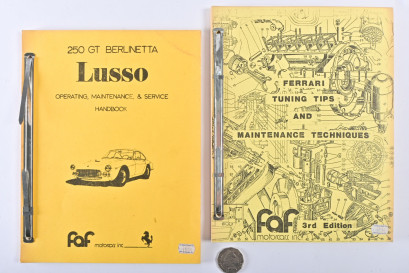 250 GT BERLINETTA
Lusso
OPERATING, MAINTENANCE, & SERVICE
HANDBOOK
faf
motorcars inc.
FERRARI
TUNING TIPS
AND
MAINTENANCE TECHNIQUES
faf
motorcars inc.
3rd Edition